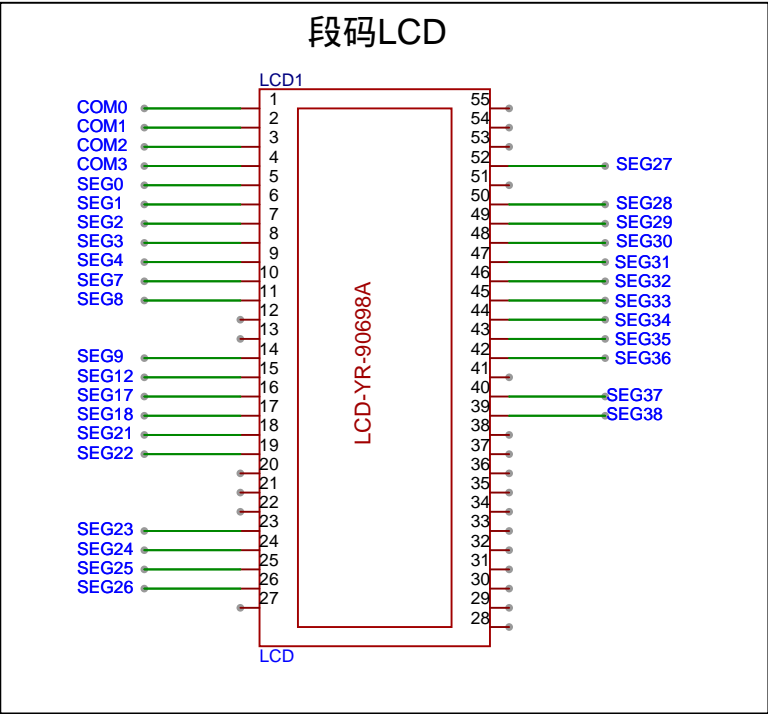 段码LCD
LCD1
COM0 1 55
COM1 2 54
COM2 3 53
COM3 4 52 SEG27
SEG0 5 51
SEG1 6 50 SEG28
SEG2 7 49 SEG29
SEG3 8 48 SEG30
SEG4 9 47 SEG31
SEG7 10 46 SEG32
SEG8 11 45 SEG33
12 44 SEG34
13 43 SEG35
SEG9 14 42 SEG36
SEG12 15 41
SEG17 16 40 SEG37
SEG18 17 39 SEG38
SEG21 18 38
SEG22 19 37
20 36
21 35
22 34
SEG23 23 33
SEG24 24 32
SEG25 25 31
SEG26 26 30
27 29
28
LCD-YR-90698A
LCD